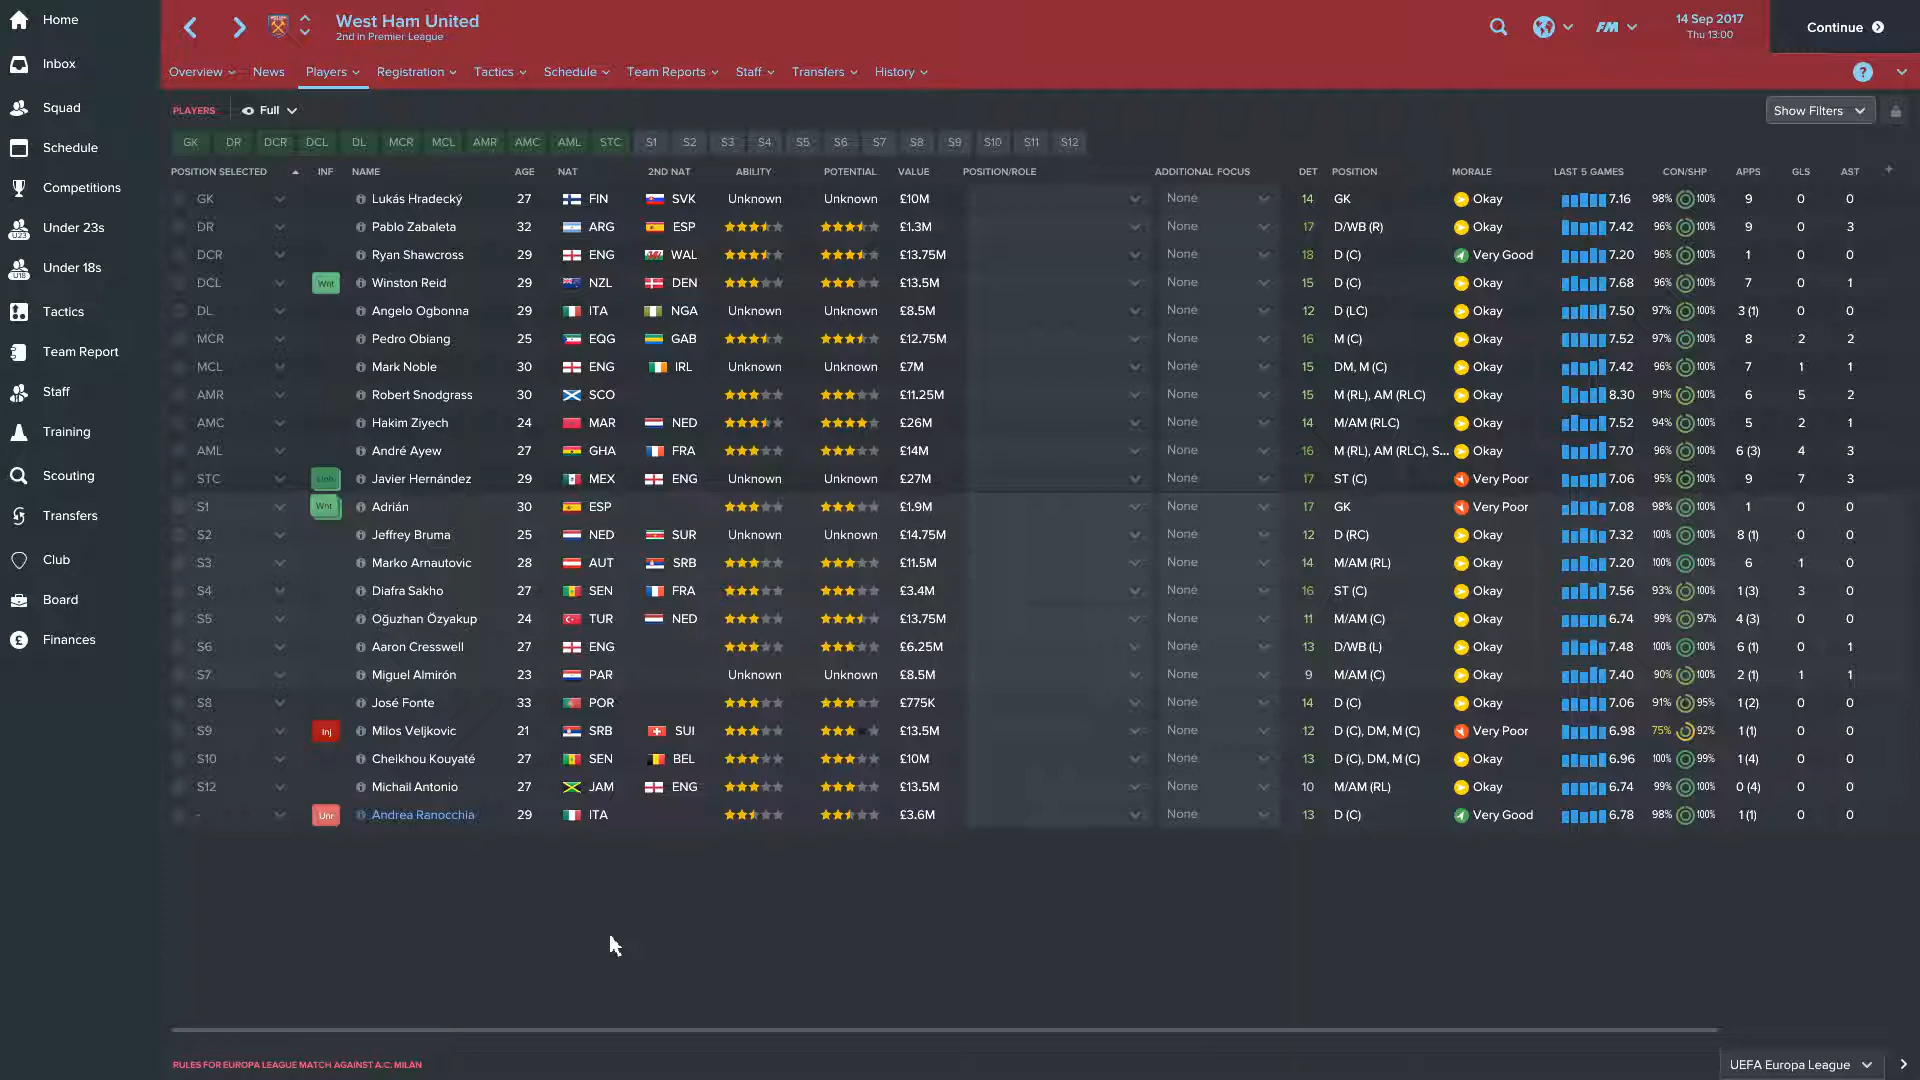 Home
Inbox
Squad
Schedule
Competitions
Under 23s
Under 18s
Tactics
Team Report
Staff
Training
Scouting
Transfers
Club
Board
Finances
West Ham United
2nd in Premier League
FM
14 Sep 2017
Thu 13:00
Continue
Overview News Players Registration Tactics Schedule Team Reports Staff Transfers History
PLAYERS Full Show Filters
GK DR DCR DCL DL MCR MCL AMR AMC AML STC S1 S2 S3 S4 S5 S6 S7 S8 S9 S10 S11 S12
POSITION SELECTED INF NAME AGE NAT 2ND NAT ABILITY POTENTIAL VALUE POSITION/ROLE ADDITIONAL FOCUS DET POSITION MORALE LAST 5 GAMES CON/SHP APPS GLS AST
GK Lukás Hradecký 27 FIN SVK Unknown Unknown £10M None 14 GK Okay 7.16 98% 100% 9 0 0
DR Pablo Zabaleta 32 ARG ESP £1.3M None 17 D/WB (R) Okay 7.42 96% 100% 9 0 3
DCR Ryan Shawcross 29 ENG WAL £13.75M None 18 D (C) Very Good 7.20 96% 100% 1 0 0
DCL Wnt Winston Reid 29 NZL DEN £13.5M None 15 D (C) Okay 7.68 96% 100% 7 0 1
DL Angelo Ogbonna 29 ITA NGA Unknown Unknown £8.5M None 12 D (LC) Okay 7.50 97% 100% 3 (1) 0 0
MCR Pedro Obiang 25 EQG GAB £12.75M None 16 M (C) Okay 7.52 97% 100% 8 2 2
MCL Mark Noble 30 ENG IRL Unknown Unknown £7M None 15 DM, M (C) Okay 7.42 96% 100% 7 1 1
AMR Robert Snodgrass 30 SCO £11.25M None 15 M (RL), AM (RLC) Okay 8.30 91% 100% 6 5 2
AMC Hakim Ziyech 24 MAR NED £26M None 14 M/AM (RLC) Okay 7.52 94% 100% 5 2 1
AML André Ayew 27 GHA FRA £14M None 16 M (RL), AM (RLC), S... Okay 7.70 96% 100% 6 (3) 4 3
STC Javier Hernández 29 MEX ENG Unknown Unknown £27M None 17 ST (C) Very Poor 7.06 95% 100% 9 7 3
S1 Wnt Adrián 30 ESP £1.9M None 17 GK Very Poor 7.08 98% 100% 1 0 0
S2 Jeffrey Bruma 25 NED SUR Unknown Unknown £14.75M None 12 D (RC) Okay 7.32 100% 100% 8 (1) 0 0
S3 Marko Arnautovic 28 AUT SRB £11.5M None 14 M/AM (RL) Okay 7.20 100% 100% 6 1 0
S4 Diafra Sakho 27 SEN FRA £3.4M None 16 ST (C) Okay 7.56 93% 100% 1 (3) 3 0
S5 Oğuzhan Özyakup 24 TUR NED £13.75M None 11 M/AM (C) Okay 6.74 99% 97% 4 (3) 0 0
S6 Aaron Cresswell 27 ENG £6.25M None 13 D/WB (L) Okay 7.48 100% 100% 6 (1) 0 1
S7 Miguel Almirón 23 PAR Unknown Unknown £8.5M None 9 M/AM (C) Okay 7.40 90% 100% 2 (1) 1 1
S8 José Fonte 33 POR £775K None 14 D (C) Okay 7.06 91% 95% 1 (2) 0 0
S9 Inj Milos Veljkovic 21 SRB SUI £13.5M None 12 D (C), DM, M (C) Very Poor 6.98 75% 92% 1 (1) 0 0
S10 Cheikhou Kouyaté 27 SEN BEL £10M None 13 D (C), DM, M (C) Okay 6.96 100% 99% 1 (4) 0 0
S12 Michail Antonio 27 JAM ENG £13.5M None 10 M/AM (RL) Okay 6.74 99% 100% 0 (4) 0 0
- Unr Andrea Ranocchia 29 ITA £3.6M None 13 D (C) Very Good 6.78 98% 100% 1 (1) 0 0
RULES FOR EUROPA LEAGUE MATCH AGAINST A.C. MILAN UEFA Europa League